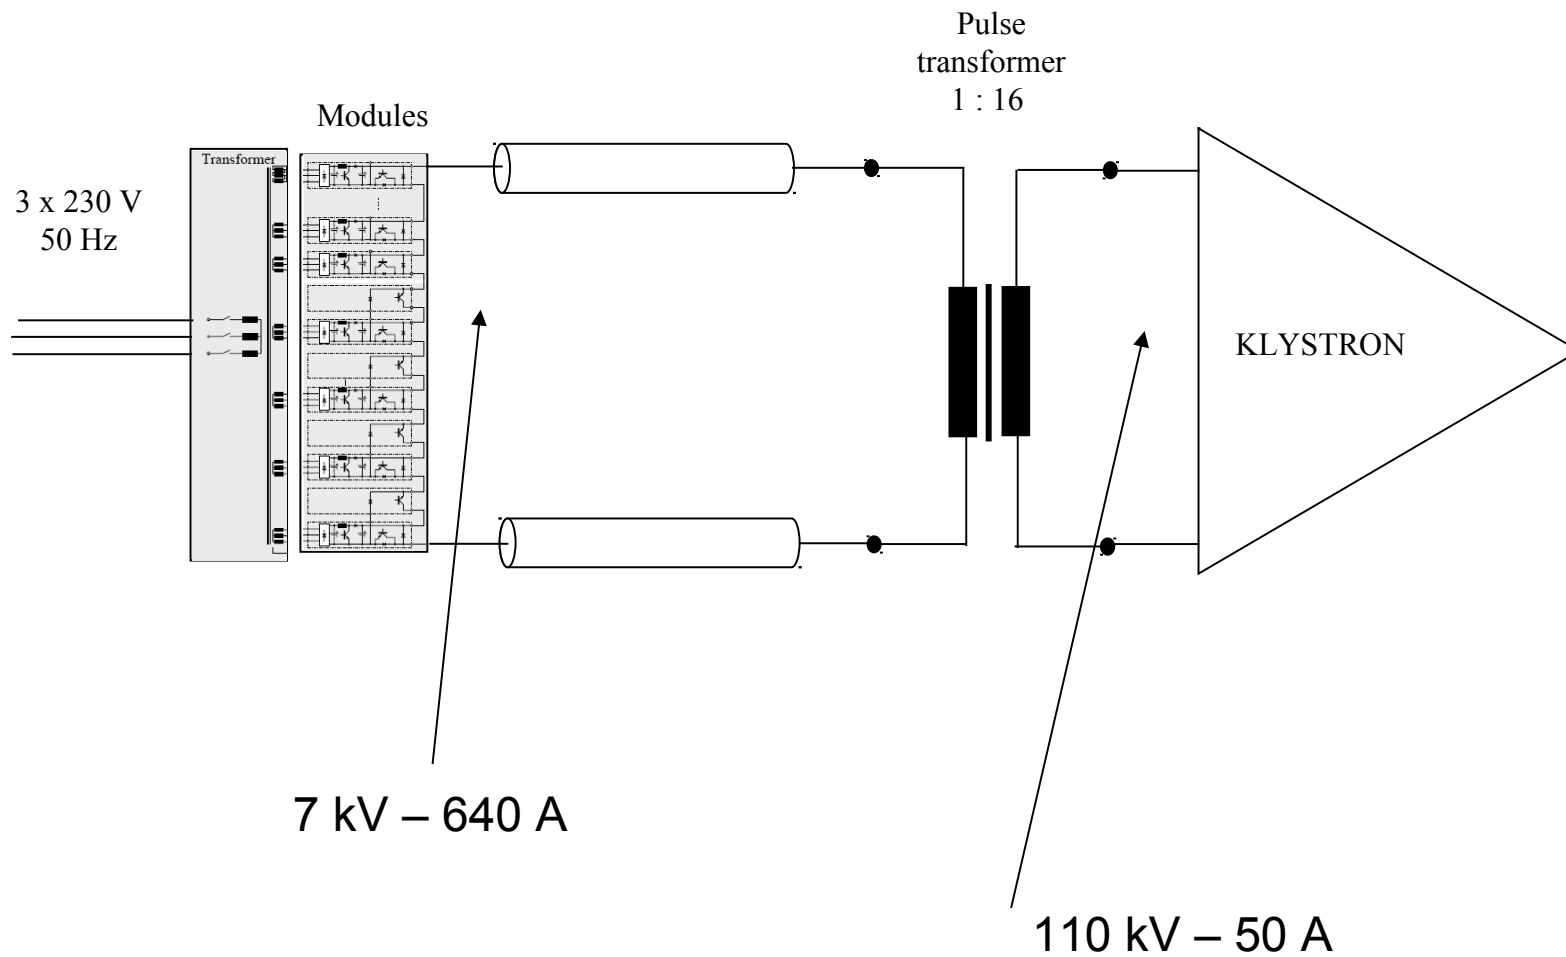 Pulse
transformer
1 : 16
Modules
Transformer
3 x 230 V
50 Hz
KLYSTRON
7 kV – 640 A
110 kV – 50 A